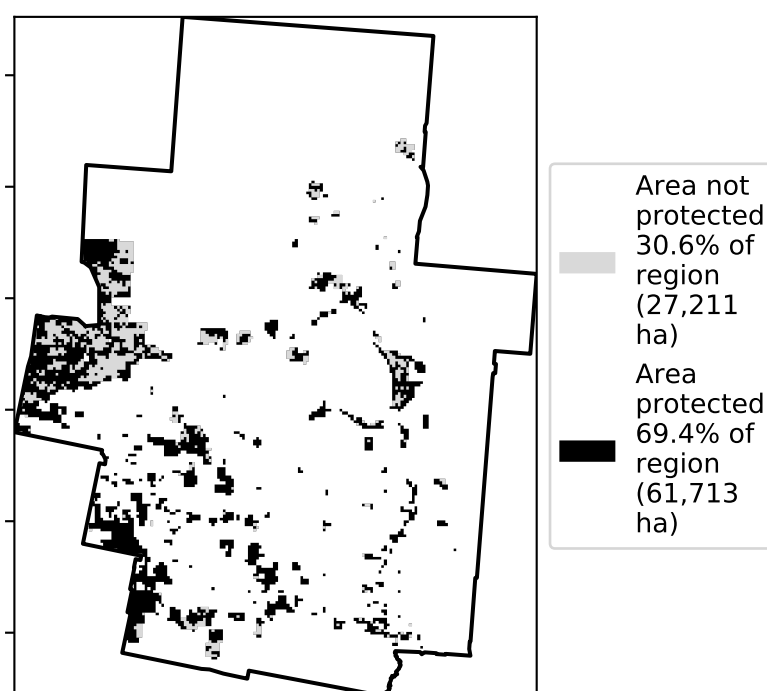 Area not
protected
30.6% of
region
(27,211
ha)
Area
protected
69.4% of
region
(61,713
ha)